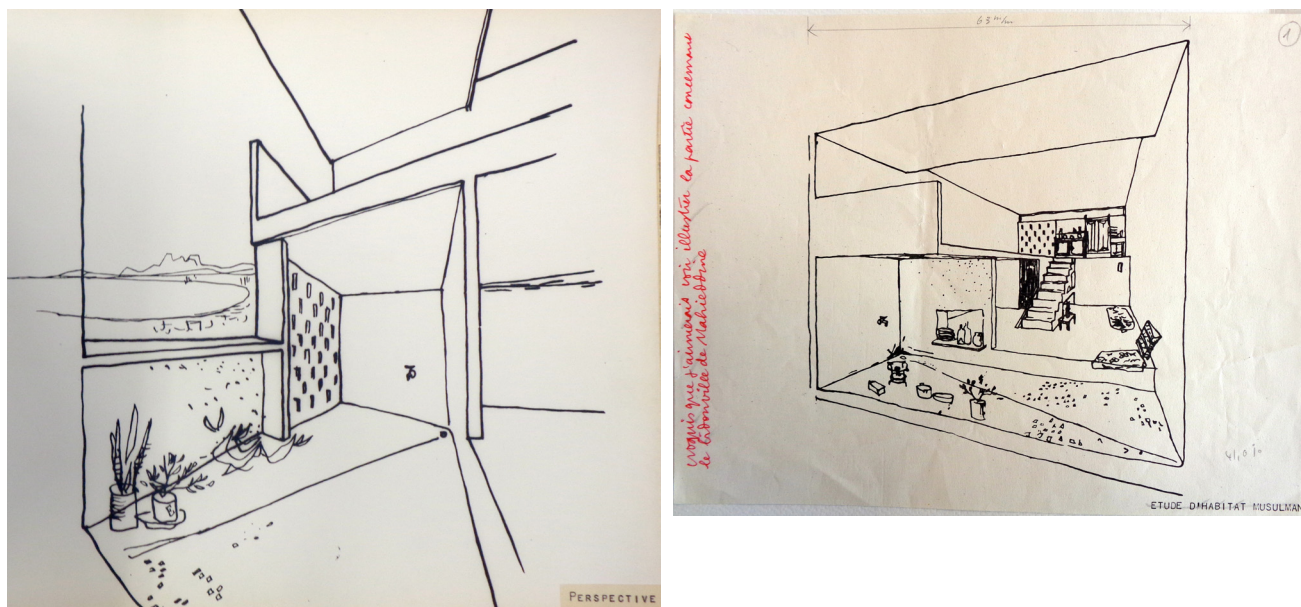 PERSPECTIVE
63 m/m
1
croquis que j'aimerais voir illustrer la partie concernant
le bidonville de Mahieddine
ETUDE D'HABITAT MUSULMAN